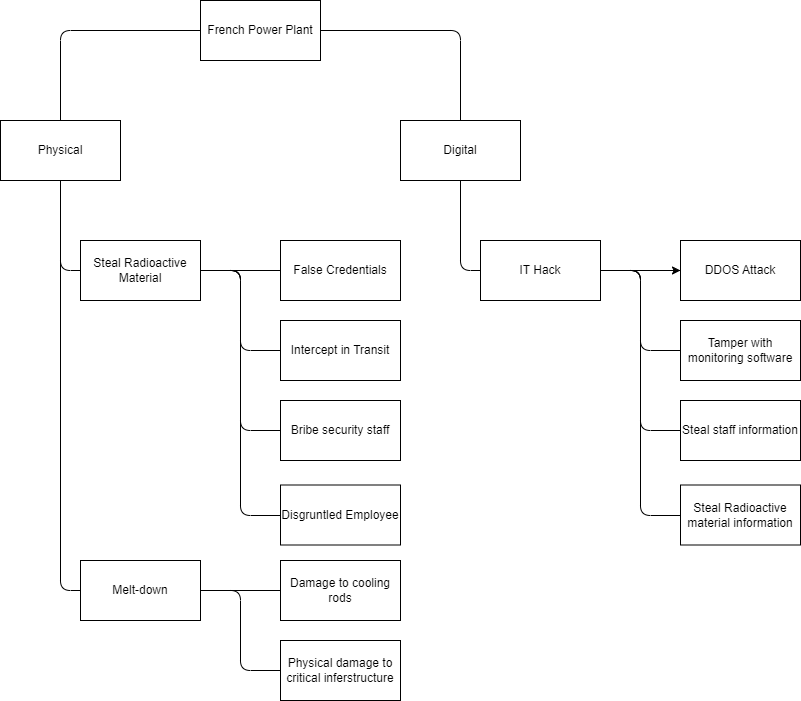 French Power Plant
Physical
Digital
Steal Radioactive
Material
False Credentials
IT Hack
DDOS Attack
Intercept in Transit
Tamper with
monitoring software
Bribe security staff
Steal staff information
Disgruntled Employee
Steal Radioactive
material information
Melt-down
Damage to cooling
rods
Physical damage to
critical inferstructure